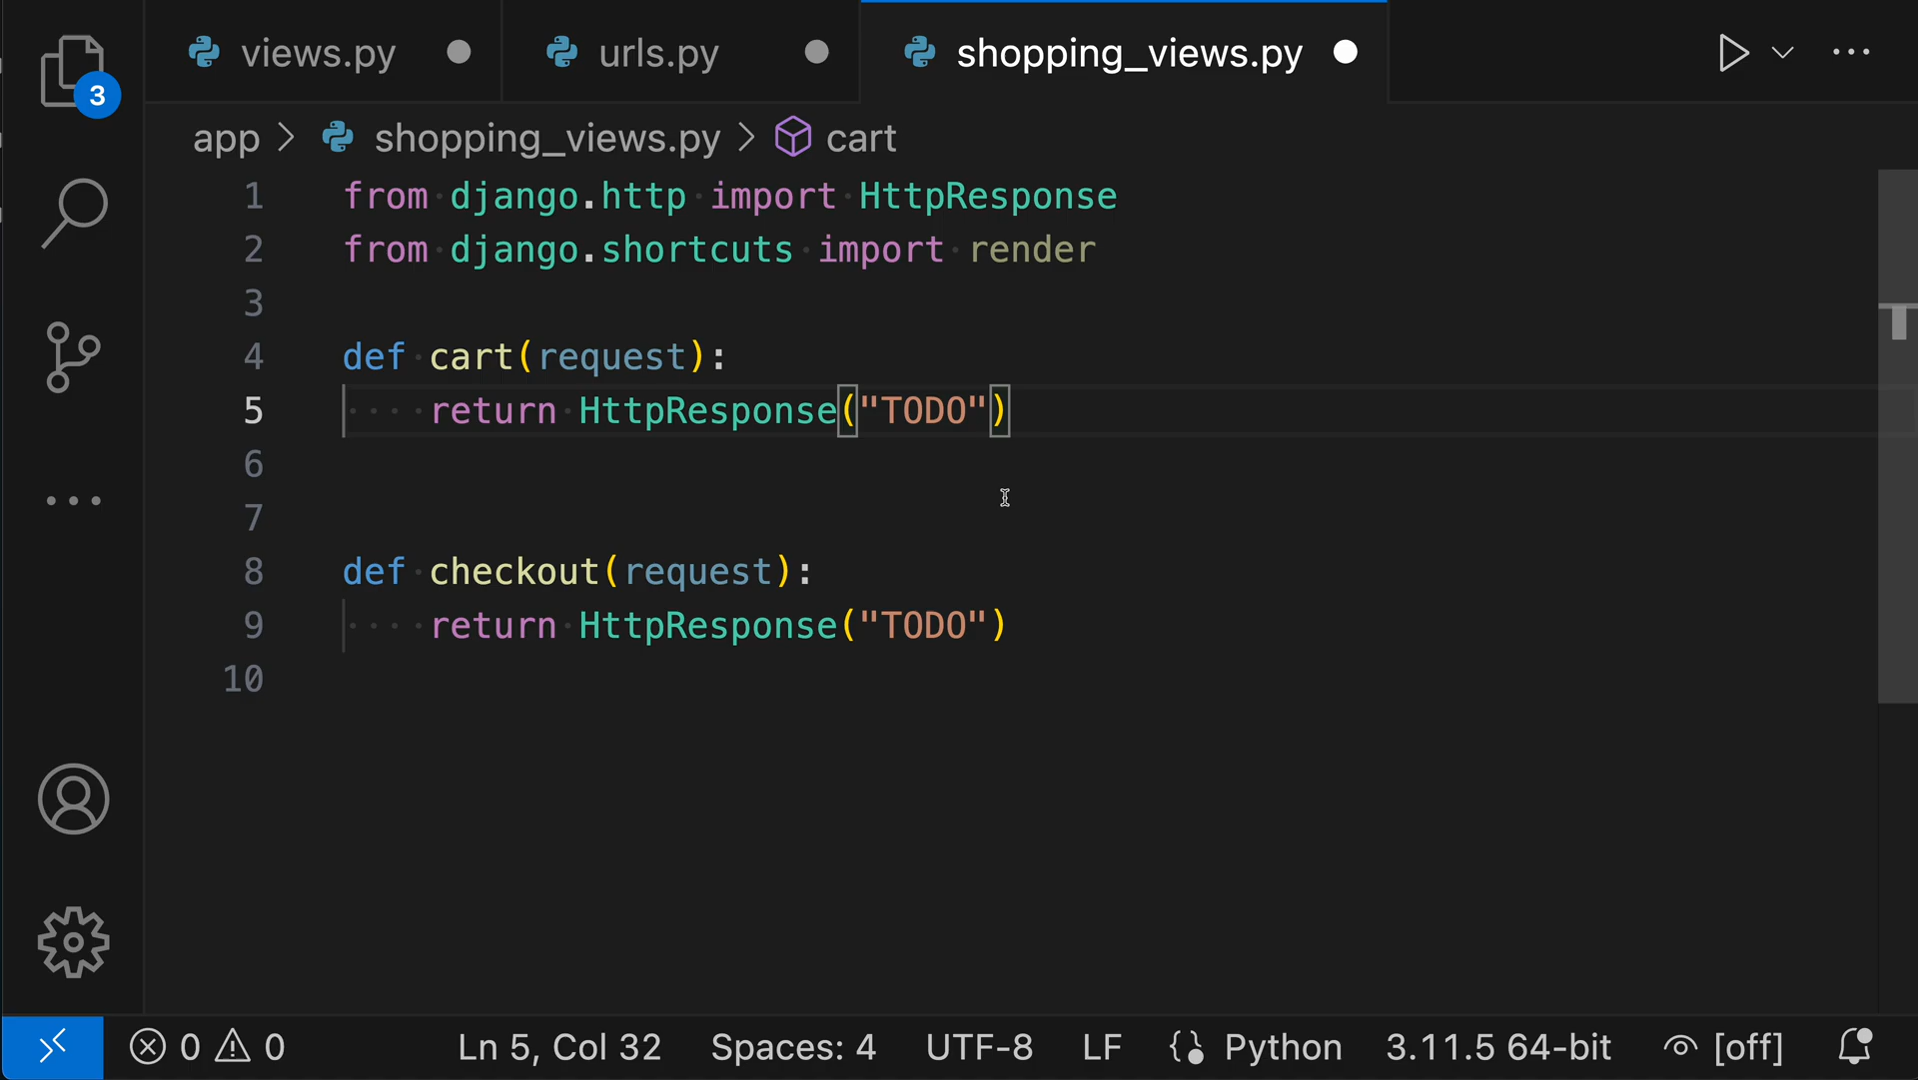 views.py urls.py shopping_views.py
3
app > shopping_views.py > cart
1 from django.http import HttpResponse
2 from django.shortcuts import render
3
4 def cart(request):
5     return HttpResponse("TODO")
6
7
8 def checkout(request):
9     return HttpResponse("TODO")
10
0 0 Ln 5, Col 32 Spaces: 4 UTF-8 LF Python 3.11.5 64-bit [off]